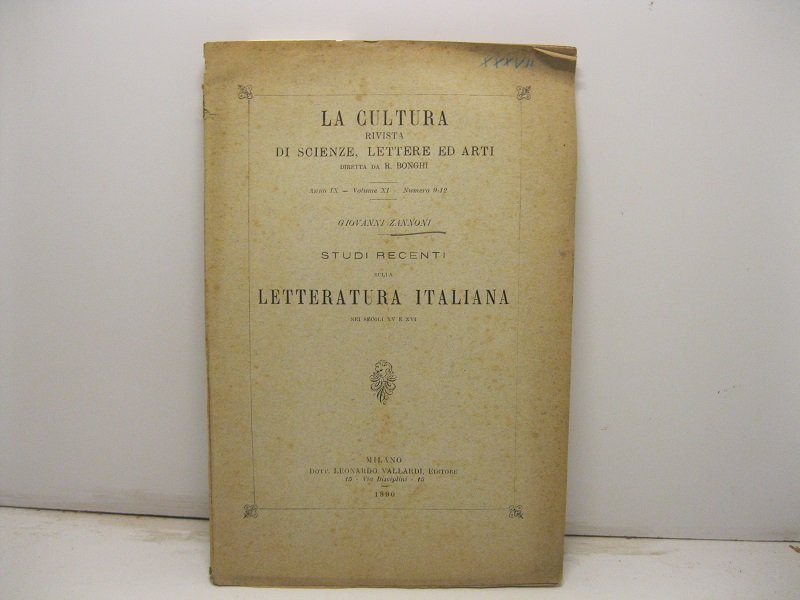 XXXVII
LA CULTURA
RIVISTA
DI SCIENZE, LETTERE ED ARTI
DIRETTA DA R. BONGHI
Anno IX — Volume XI — Numero 9-12
GIOVANNI ZANNONI
STUDI RECENTI
SULLA
LETTERATURA ITALIANA
NEI SECOLI XV E XVI
MILANO
DOTT. LEONARDO VALLARDI, EDITORE
15 - Via Disciplini - 15
1890